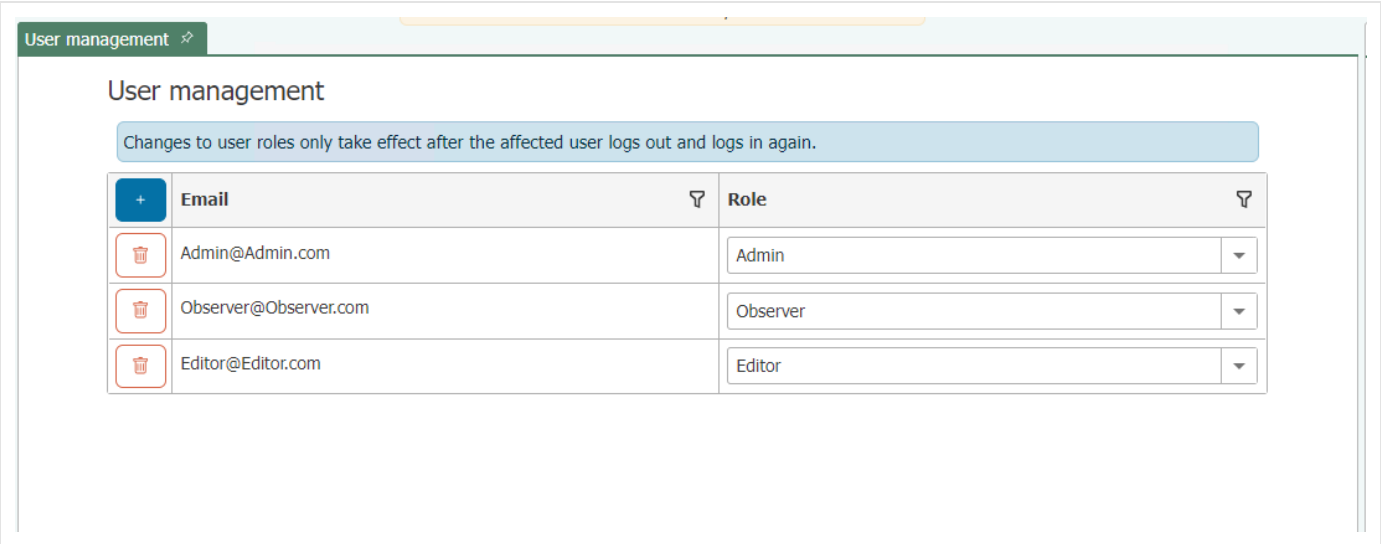 User management
User management
Changes to user roles only take effect after the affected user logs out and logs in again.
+ Email Role
Admin@Admin.com Admin
Observer@Observer.com Observer
Editor@Editor.com Editor